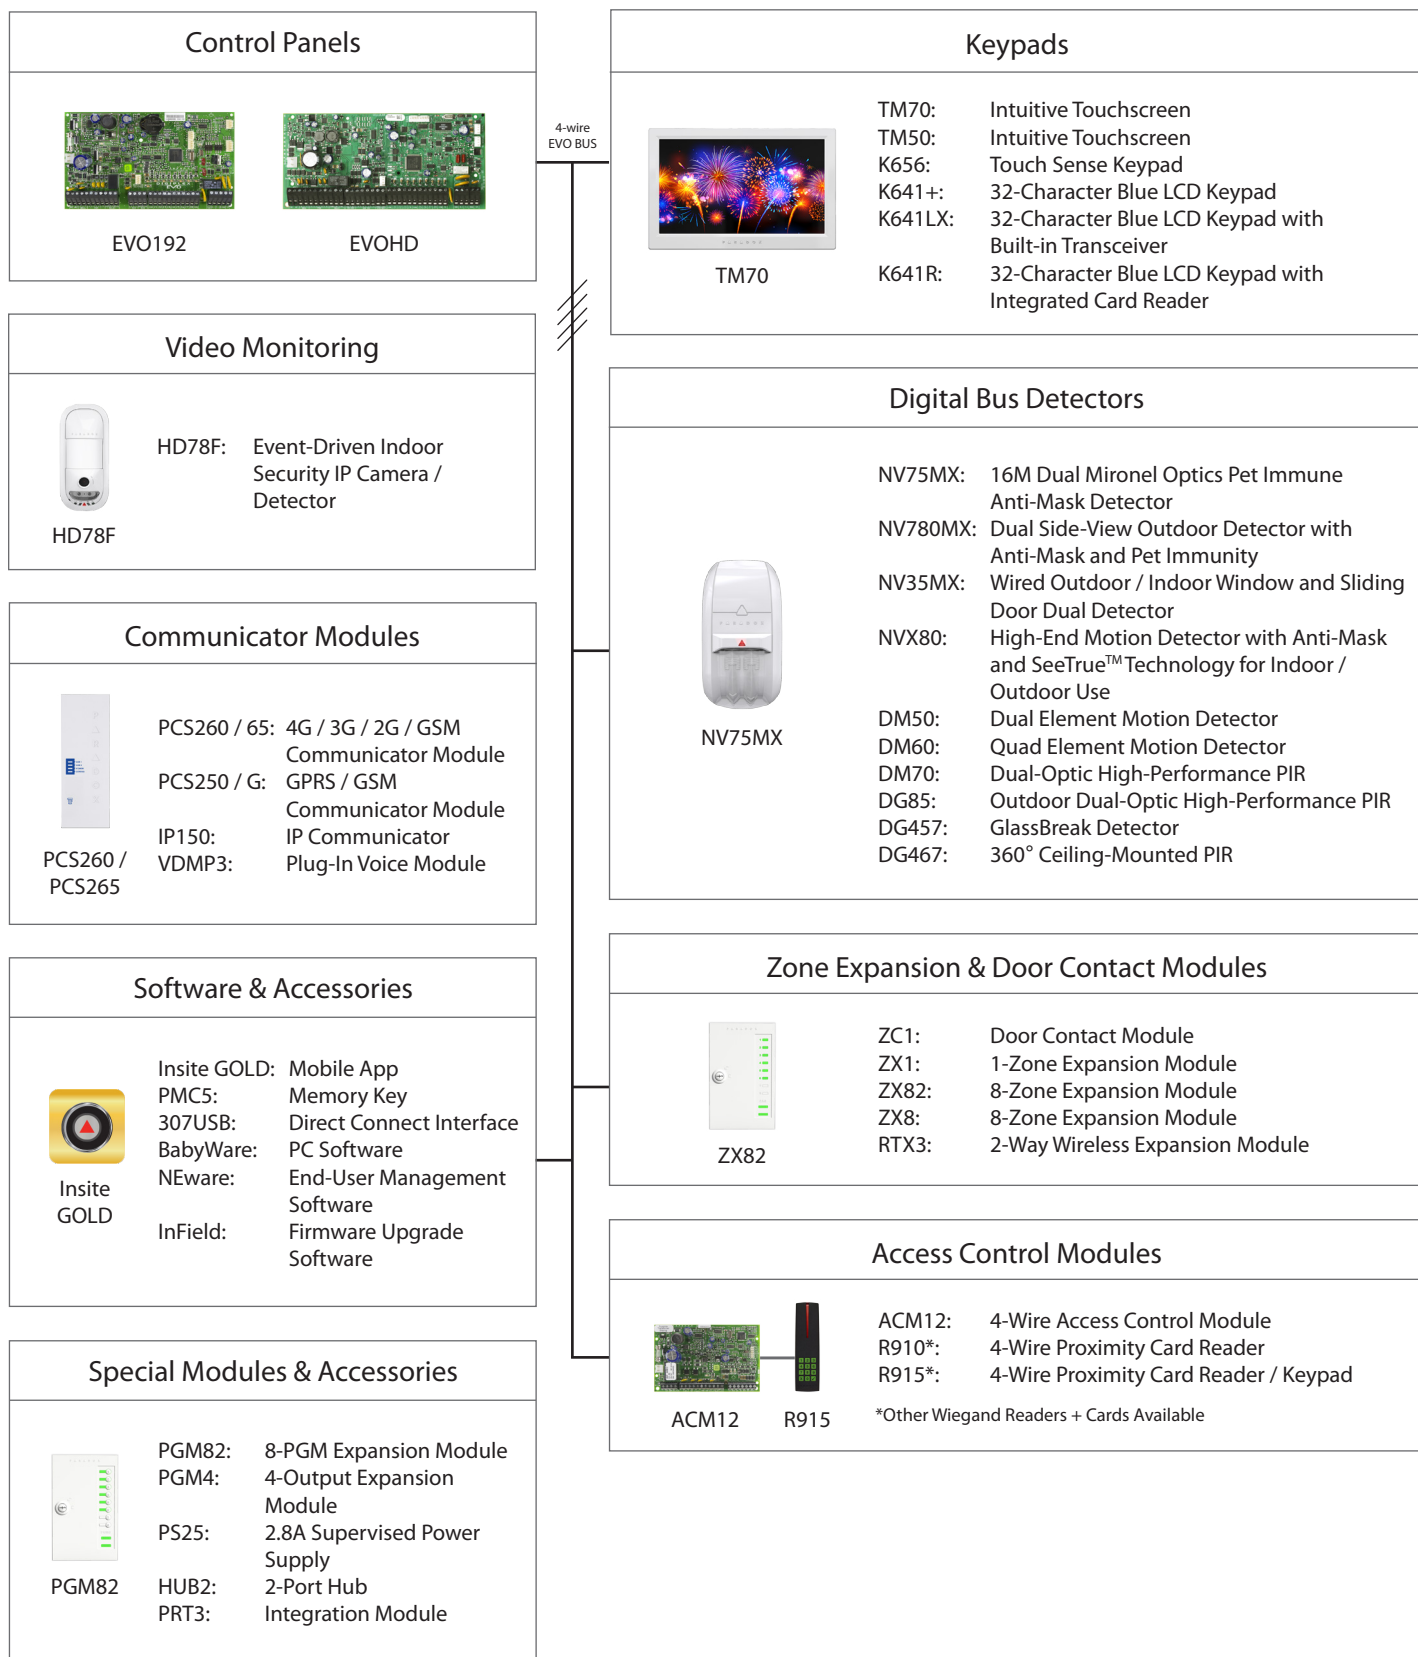 Control Panels
EVO192
EVOHD
4-wire
EVO BUS
Keypads
TM70
TM70: Intuitive Touchscreen
TM50: Intuitive Touchscreen
K656: Touch Sense Keypad
K641+: 32-Character Blue LCD Keypad
K641LX: 32-Character Blue LCD Keypad with
Built-in Transceiver
K641R: 32-Character Blue LCD Keypad with
Integrated Card Reader
Video Monitoring
HD78F
HD78F: Event-Driven Indoor
Security IP Camera /
Detector
Digital Bus Detectors
NV75MX
NV75MX: 16M Dual Mironel Optics Pet Immune
Anti-Mask Detector
NV780MX: Dual Side-View Outdoor Detector with
Anti-Mask and Pet Immunity
NV35MX: Wired Outdoor / Indoor Window and Sliding
Door Dual Detector
NVX80: High-End Motion Detector with Anti-Mask
and SeeTrue™ Technology for Indoor /
Outdoor Use
DM50: Dual Element Motion Detector
DM60: Quad Element Motion Detector
DM70: Dual-Optic High-Performance PIR
DG85: Outdoor Dual-Optic High-Performance PIR
DG457: GlassBreak Detector
DG467: 360° Ceiling-Mounted PIR
Communicator Modules
PCS260 /
PCS265
PCS260 / 65: 4G / 3G / 2G / GSM
Communicator Module
PCS250 / G: GPRS / GSM
Communicator Module
IP150: IP Communicator
VDMP3: Plug-In Voice Module
Software & Accessories
Insite
GOLD
Insite GOLD: Mobile App
PMC5: Memory Key
307USB: Direct Connect Interface
BabyWare: PC Software
NEware: End-User Management
Software
InField: Firmware Upgrade
Software
Zone Expansion & Door Contact Modules
ZX82
ZC1: Door Contact Module
ZX1: 1-Zone Expansion Module
ZX82: 8-Zone Expansion Module
ZX8: 8-Zone Expansion Module
RTX3: 2-Way Wireless Expansion Module
Access Control Modules
ACM12
R915
ACM12: 4-Wire Access Control Module
R910*: 4-Wire Proximity Card Reader
R915*: 4-Wire Proximity Card Reader / Keypad
*Other Wiegand Readers + Cards Available
Special Modules & Accessories
PGM82
PGM82: 8-PGM Expansion Module
PGM4: 4-Output Expansion
Module
PS25: 2.8A Supervised Power
Supply
HUB2: 2-Port Hub
PRT3: Integration Module